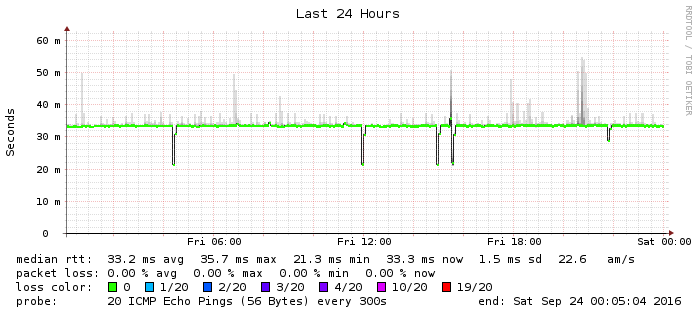 Last 24 Hours
RRDTOOL / TOBI OETIKER
Seconds
60 m
50 m
40 m
30 m
20 m
10 m
0
Fri 06:00 Fri 12:00 Fri 18:00 Sat 00:00
median rtt: 33.2 ms avg 35.7 ms max 21.3 ms min 33.3 ms now 1.5 ms sd 22.6 am/s
packet loss: 0.00 % avg 0.00 % max 0.00 % min 0.00 % now
loss color: 0 1/20 2/20 3/20 4/20 10/20 19/20
probe: 20 ICMP Echo Pings (56 Bytes) every 300s end: Sat Sep 24 00:05:04 2016